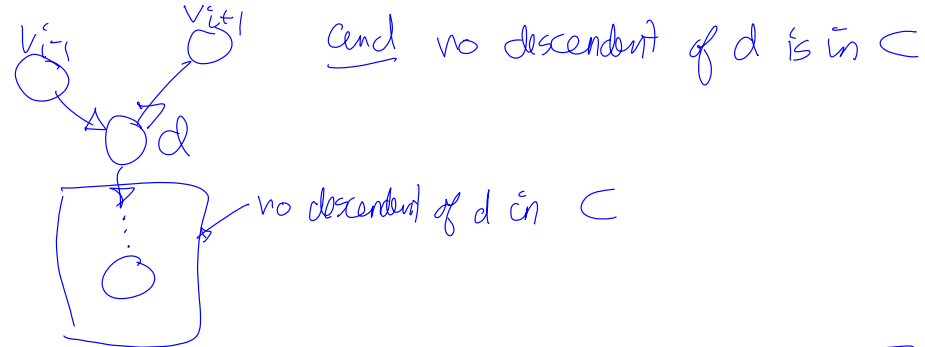 Vi-1
Vi+1
and no descendent of d is in C
d
no descendent of d in C